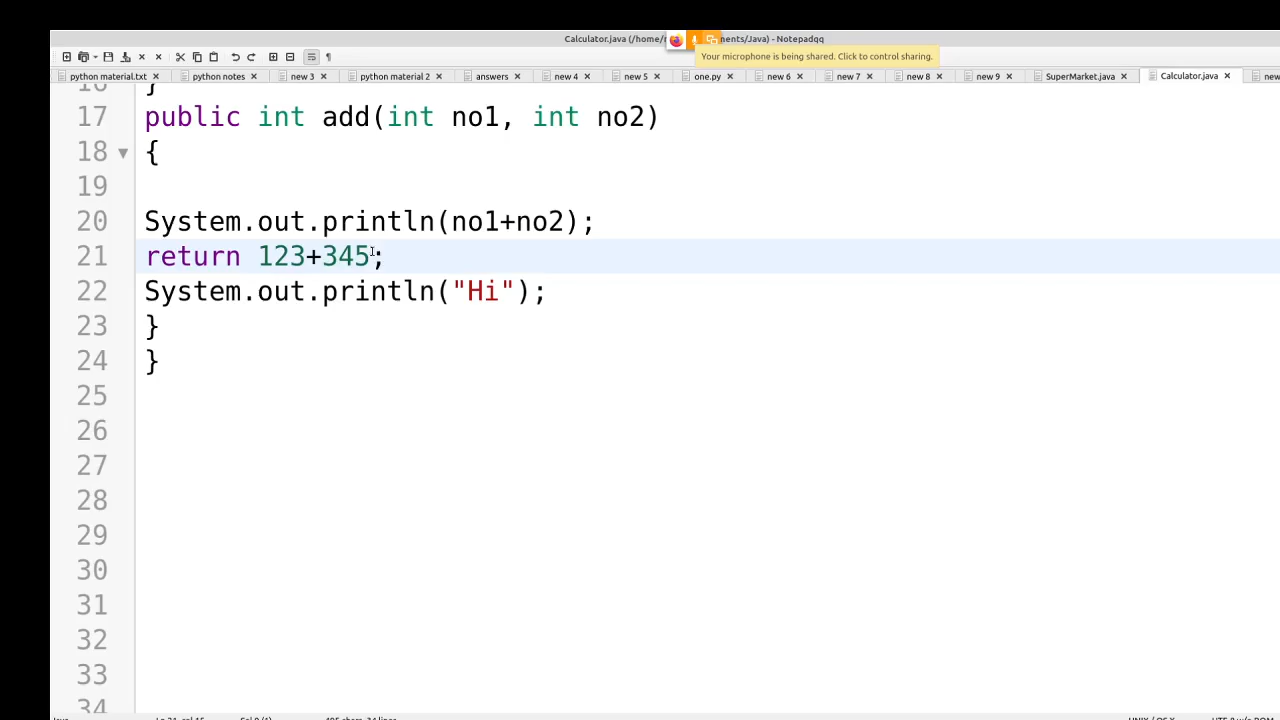 Calculator.java (/home/ ents/Java) - Notepadqq
Your microphone is being shared. Click to control sharing.
python material.txt python notes new 3 python material 2 answers new 4 new 5 one.py new 6 new 7 new 8 new 9 SuperMarket.java Calculator.java new
16 }
17 public int add(int no1, int no2)
18 {
19
20 System.out.println(no1+no2);
21 return 123+345;
22 System.out.println("Hi");
23 }
24 }
25
26
27
28
29
30
31
32
33
34